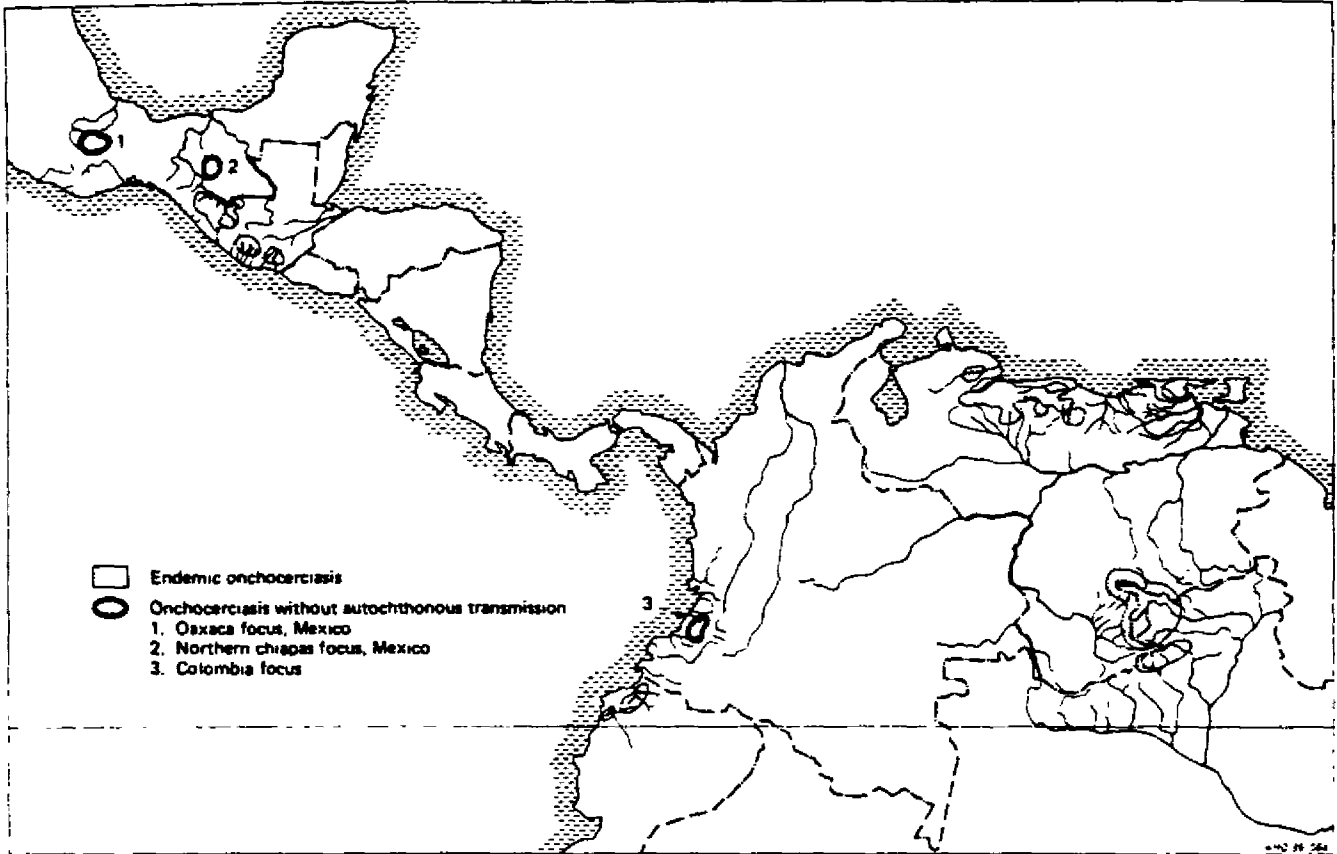 1
2
3
Endemic onchocerciasis
Onchocerciasis without autochthonous transmission
1. Oaxaca focus, Mexico
2. Northern chiapas focus, Mexico
3. Colombia focus